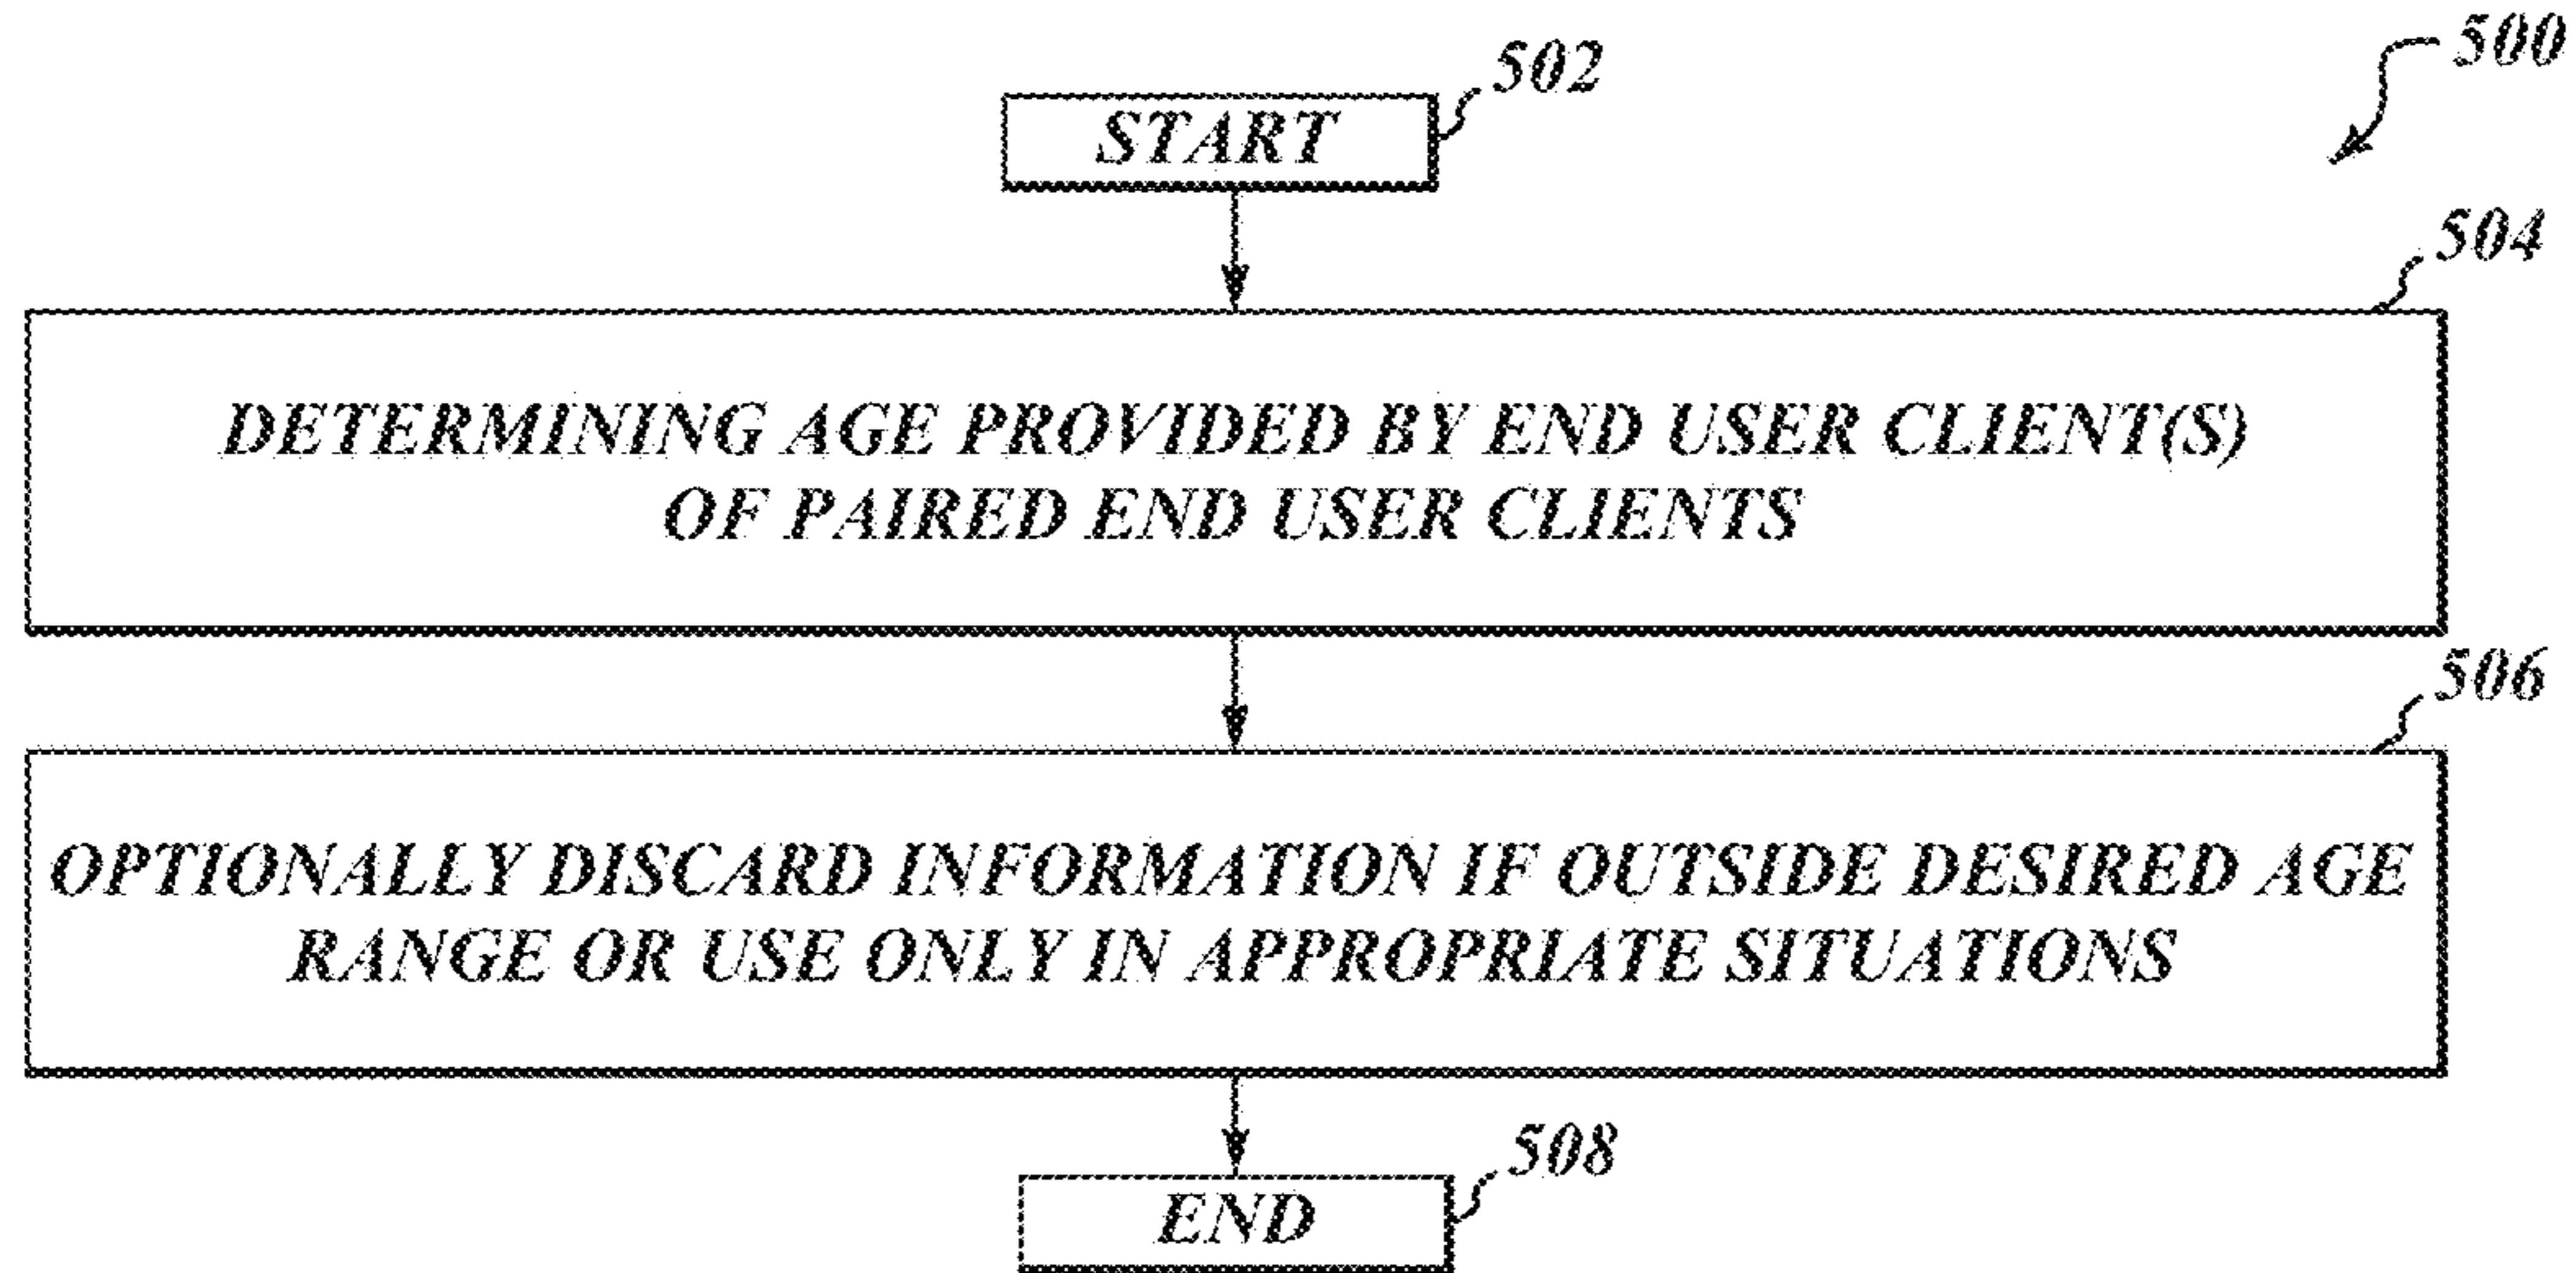 500
502
START
504
DETERMINING AGE PROVIDED BY END USER CLIENT(S)
OF PAIRED END USER CLIENTS
506
OPTIONALLY DISCARD INFORMATION IF OUTSIDE DESIRED AGE
RANGE OR USE ONLY IN APPROPRIATE SITUATIONS
508
END